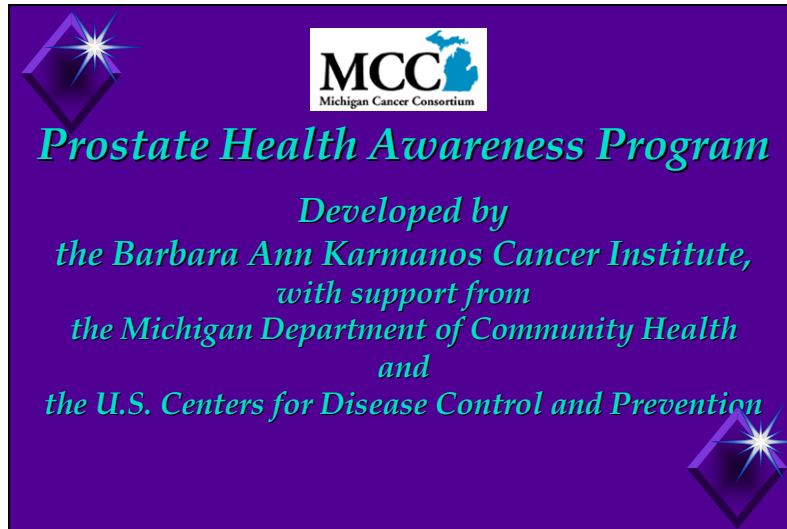 MCC
Michigan Cancer Consortium
Prostate Health Awareness Program
Developed by
the Barbara Ann Karmanos Cancer Institute,
with support from
the Michigan Department of Community Health
and
the U.S. Centers for Disease Control and Prevention